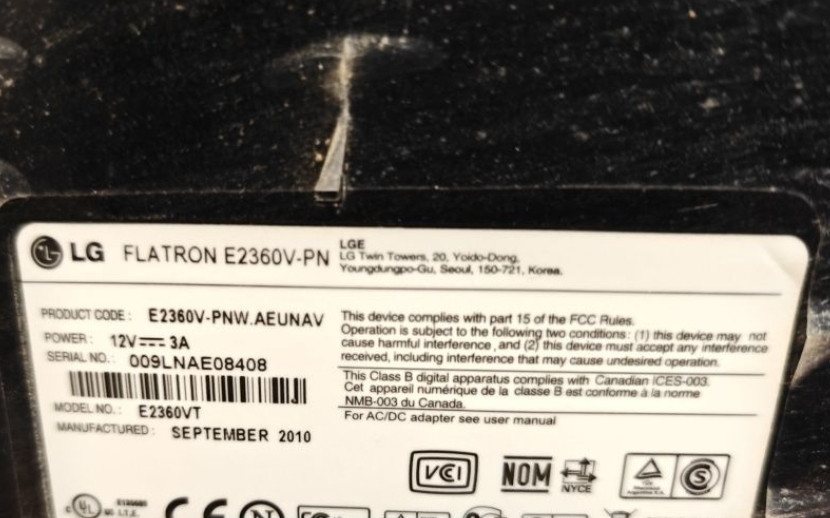 LG FLATRON E2360V-PN
LGE
LG Twin Towers, 20, Yoido-Dong,
Youngdungpo-Gu, Seoul, 150-721, Korea.
PRODUCT CODE : E2360V-PNW.AEUNAV
POWER : 12V⎓ 3A
SERIAL NO. : 009LNAE08408
MODEL NO. : E2360VT
MANUFACTURED : SEPTEMBER 2010
This device complies with part 15 of the FCC Rules.
Operation is subject to the following two conditions: (1) this device may not
cause harmful interference, and (2) this device must accept any interference
received, including interference that may cause undesired operation.
This Class B digital apparatus complies with Canadian ICES-003.
Cet appareil numérique de la classe B est conforme à la norme
NMB-003 du Canada.
For AC/DC adapter see user manual
VCCI NOM NYCE S
UL I.T.E. CE N